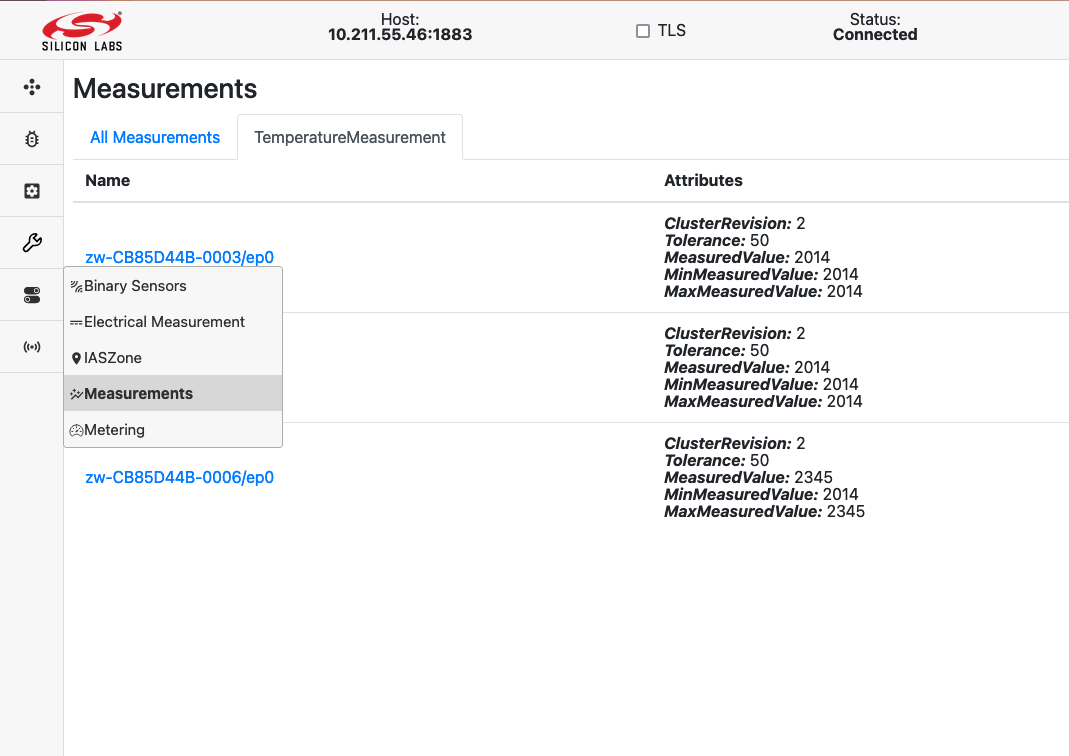 SILICON LABS
Host:
10.211.55.46:1883
TLS
Status:
Connected
Measurements
All Measurements
TemperatureMeasurement
Name
Attributes
zw-CB85D44B-0003/ep0
ClusterRevision: 2
Tolerance: 50
MeasuredValue: 2014
MinMeasuredValue: 2014
MaxMeasuredValue: 2014
Binary Sensors
Electrical Measurement
IASZone
Measurements
Metering
ClusterRevision: 2
Tolerance: 50
MeasuredValue: 2014
MinMeasuredValue: 2014
MaxMeasuredValue: 2014
zw-CB85D44B-0006/ep0
ClusterRevision: 2
Tolerance: 50
MeasuredValue: 2345
MinMeasuredValue: 2014
MaxMeasuredValue: 2345